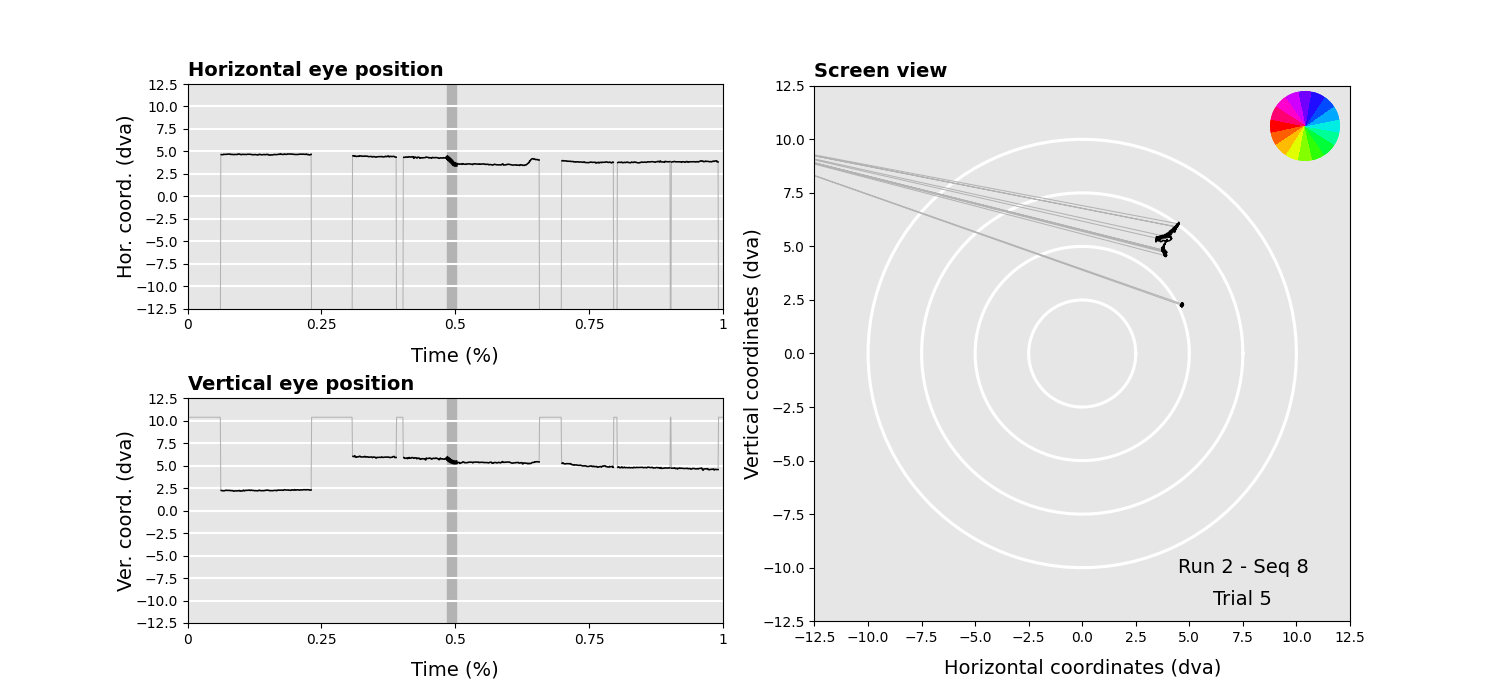 Horizontal eye position
Hor. coord. (dva)
12.5
10.0
7.5
5.0
2.5
0.0
−2.5
−5.0
−7.5
−10.0
−12.5
0 0.25 0.5 0.75 1
Time (%)
Vertical eye position
Ver. coord. (dva)
12.5
10.0
7.5
5.0
2.5
0.0
−2.5
−5.0
−7.5
−10.0
−12.5
0 0.25 0.5 0.75 1
Time (%)
Screen view
Vertical coordinates (dva)
12.5
10.0
7.5
5.0
2.5
0.0
−2.5
−5.0
−7.5
−10.0
−12.5
Run 2 - Seq 8
Trial 5
−12.5 −10.0 −7.5 −5.0 −2.5 0.0 2.5 5.0 7.5 10.0 12.5
Horizontal coordinates (dva)